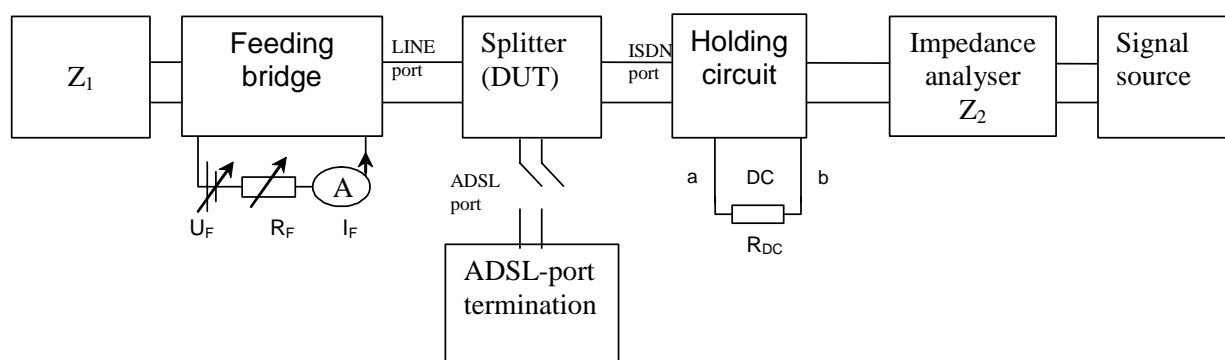 Z1
Feeding
bridge
LINE
port
Splitter
(DUT)
ISDN
port
Holding
circuit
Impedance
analyser
Z2
Signal
source
UF
RF
A
IF
ADSL
port
a
DC
b
RDC
ADSL-port
termination